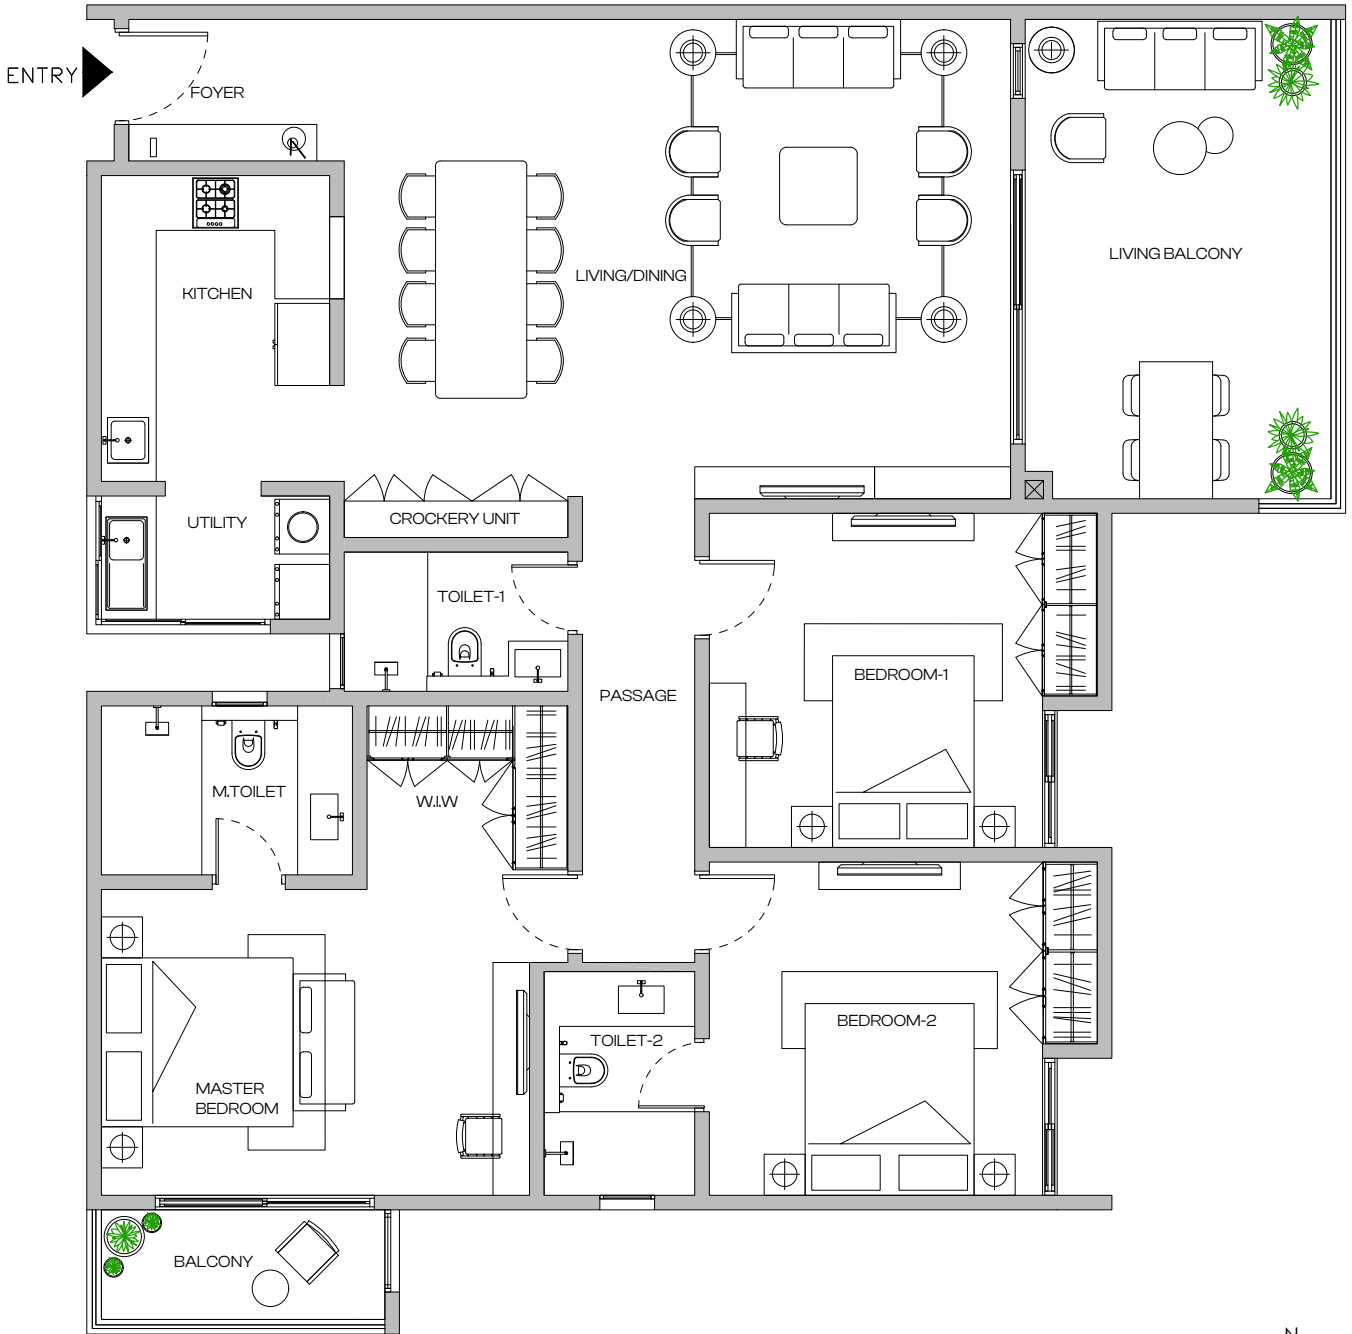 ENTRY
FOYER
LIVING BALCONY
LIVING/DINING
KITCHEN
CROCKERY UNIT
UTILITY
TOILET-1
BEDROOM-1
PASSAGE
M.TOILET
W.I.W
BEDROOM-2
TOILET-2
MASTER
BEDROOM
BALCONY
N